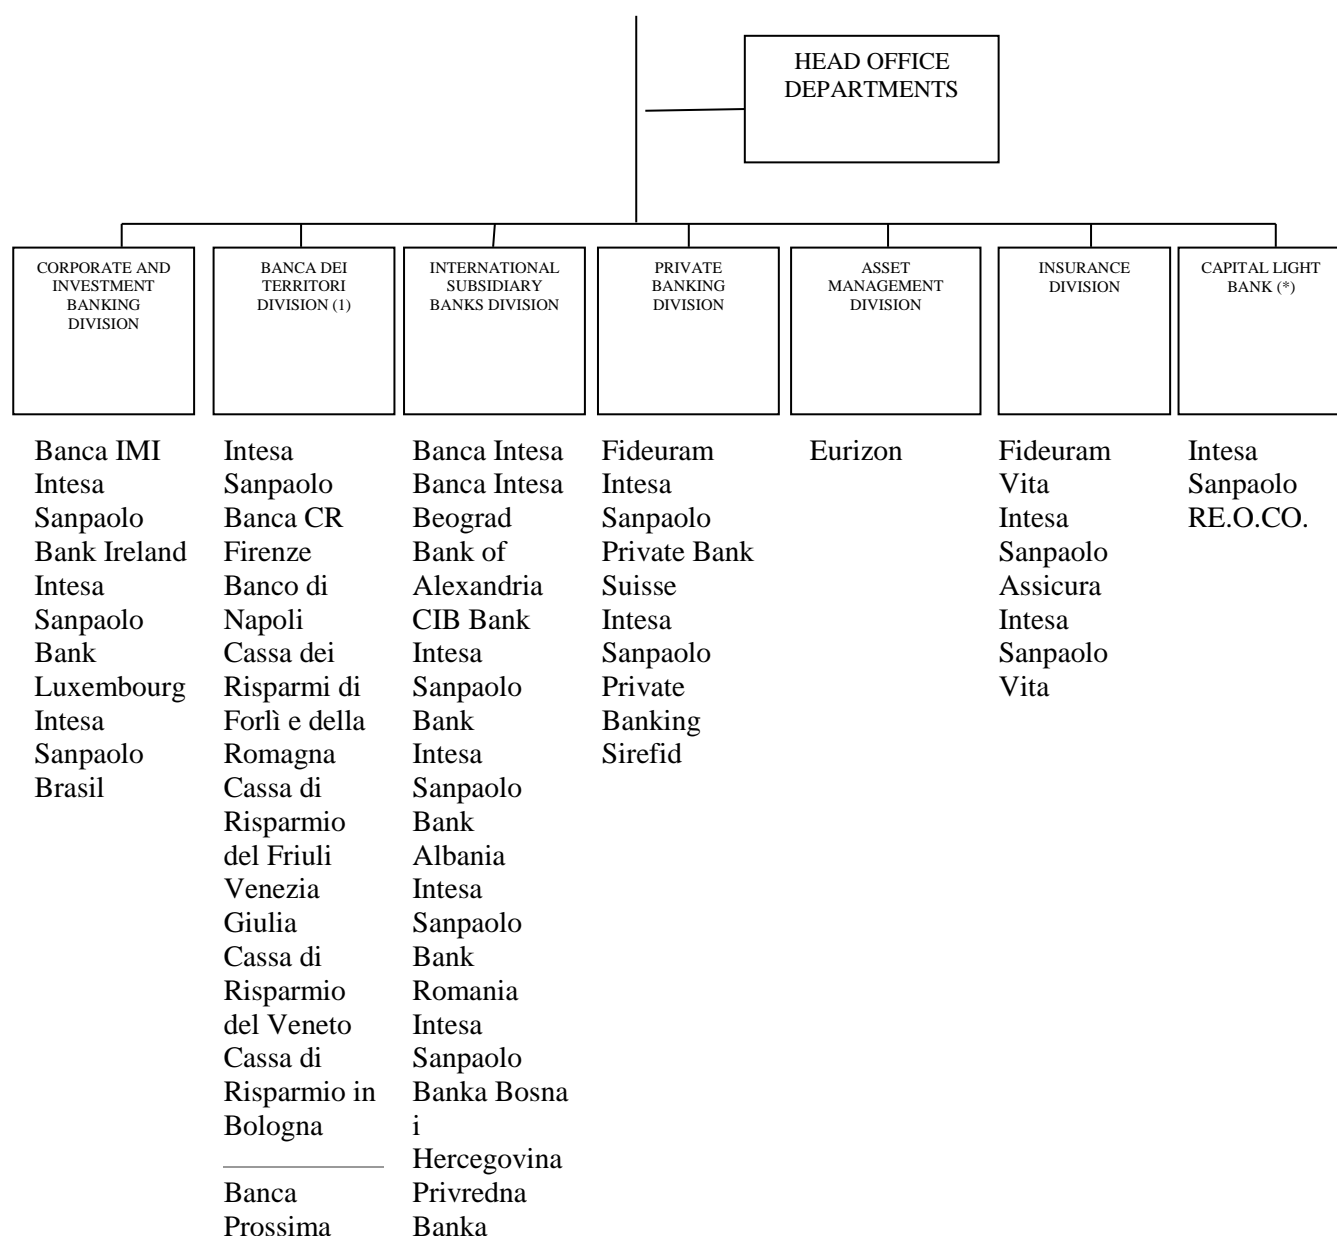 HEAD OFFICE
DEPARTMENTS
CORPORATE AND
INVESTMENT
BANKING
DIVISION
BANCA DEI
TERRITORI
DIVISION (1)
INTERNATIONAL
SUBSIDIARY
BANKS DIVISION
PRIVATE
BANKING
DIVISION
ASSET
MANAGEMENT
DIVISION
INSURANCE
DIVISION
CAPITAL LIGHT
BANK (*)
Banca IMI
Intesa
Sanpaolo
Bank Ireland
Intesa
Sanpaolo
Bank
Luxembourg
Intesa
Sanpaolo
Brasil
Intesa
Sanpaolo
Banca CR
Firenze
Banco di
Napoli
Cassa dei
Risparmi di
Forlì e della
Romagna
Cassa di
Risparmio
del Friuli
Venezia
Giulia
Cassa di
Risparmio
del Veneto
Cassa di
Risparmio in
Bologna
Banca
Prossima
Banca Intesa
Banca Intesa
Beograd
Bank of
Alexandria
CIB Bank
Intesa
Sanpaolo
Bank
Intesa
Sanpaolo
Bank
Albania
Intesa
Sanpaolo
Bank
Romania
Intesa
Sanpaolo
Banka Bosna
i
Hercegovina
Privredna
Banka
Fideuram
Intesa
Sanpaolo
Private Bank
Suisse
Intesa
Sanpaolo
Private
Banking
Sirefid
Eurizon
Fideuram
Vita
Intesa
Sanpaolo
Assicura
Intesa
Sanpaolo
Vita
Intesa
Sanpaolo
RE.O.CO.